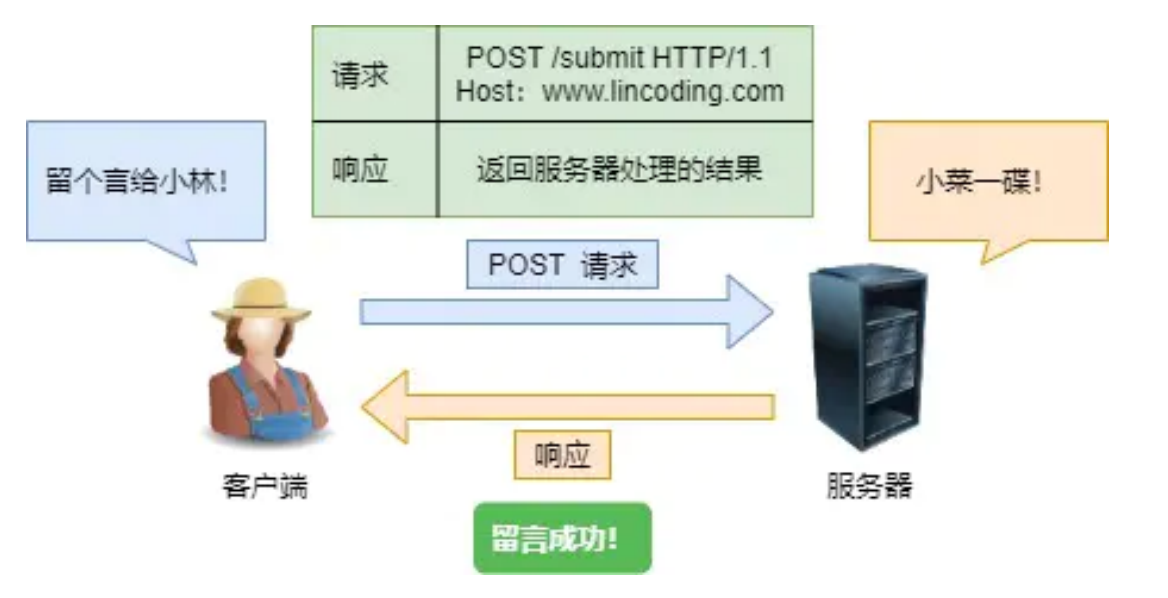 请求
POST /submit HTTP/1.1
Host：www.lincoding.com
响应
返回服务器处理的结果
留个言给小林！
小菜一碟！
POST 请求
响应
客户端
服务器
留言成功！